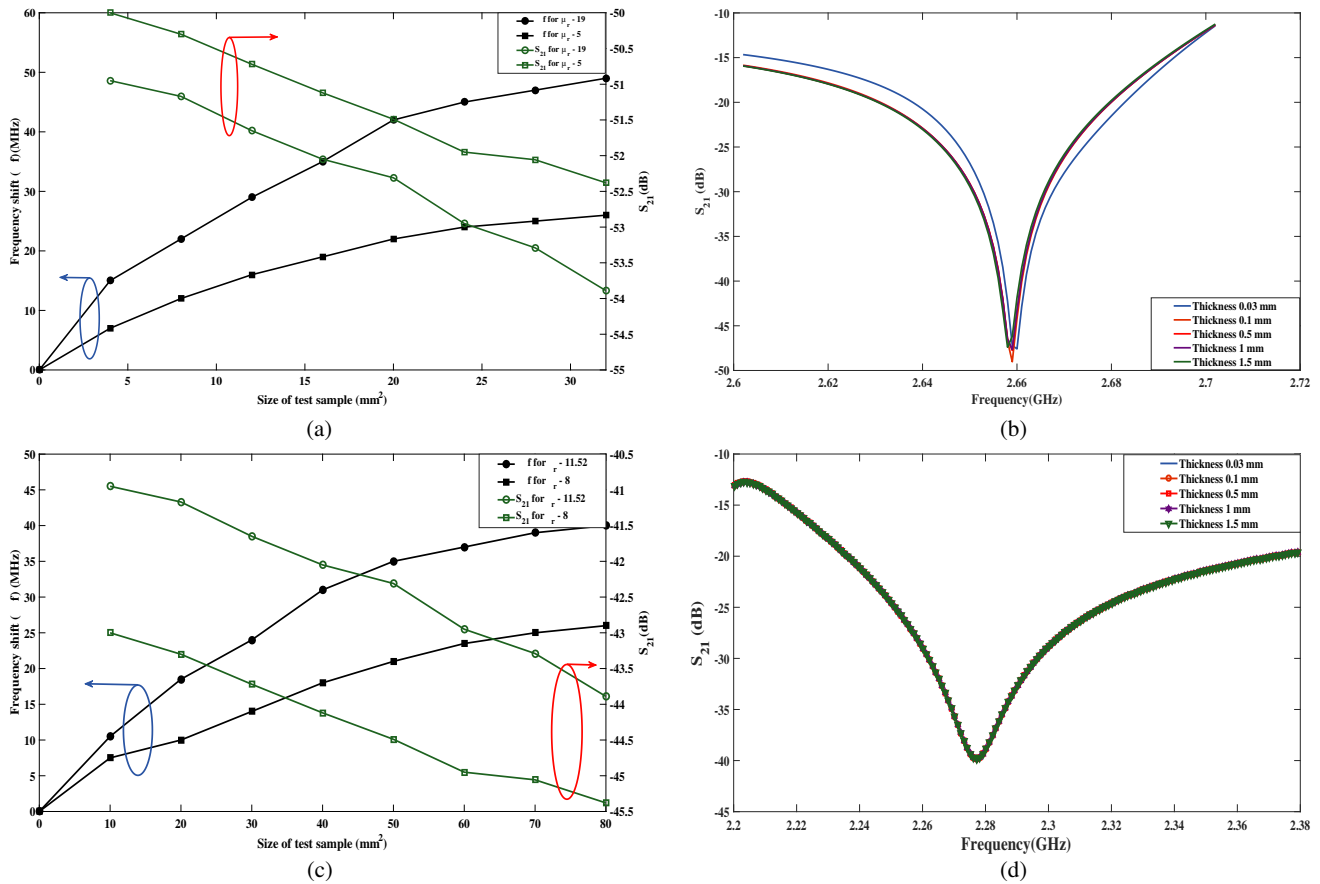 60
50
40
30
20
10
0
Frequency shift ( f) (MHz)
-50
-50.5
-51
-51.5
-52
-52.5
-53
-53.5
-54
-54.5
-55
S21 (dB)
f for μr - 19
f for μr - 5
S21 for μr - 19
S21 for μr - 5
0 5 10 15 20 25 30
Size of test sample (mm2)
(a)
-10
-15
-20
-25
-30
-35
-40
-45
-50
S21 (dB)
Thickness 0.03 mm
Thickness 0.1 mm
Thickness 0.5 mm
Thickness 1 mm
Thickness 1.5 mm
2.6 2.62 2.64 2.66 2.68 2.7 2.72
Frequency(GHz)
(b)
50
45
40
35
30
25
20
15
10
5
0
Frequency shift ( f) (MHz)
-40.5
-41
-41.5
-42
-42.5
-43
-43.5
-44
-44.5
-45
-45.5
S21 (dB)
f for r - 11.52
f for r - 8
S21 for r - 11.52
S21 for r - 8
0 10 20 30 40 50 60 70 80
Size of test sample (mm2)
(c)
-10
-15
-20
-25
-30
-35
-40
-45
S21 (dB)
Thickness 0.03 mm
Thickness 0.1 mm
Thickness 0.5 mm
Thickness 1 mm
Thickness 1.5 mm
2.2 2.22 2.24 2.26 2.28 2.3 2.32 2.34 2.36 2.38
Frequency(GHz)
(d)